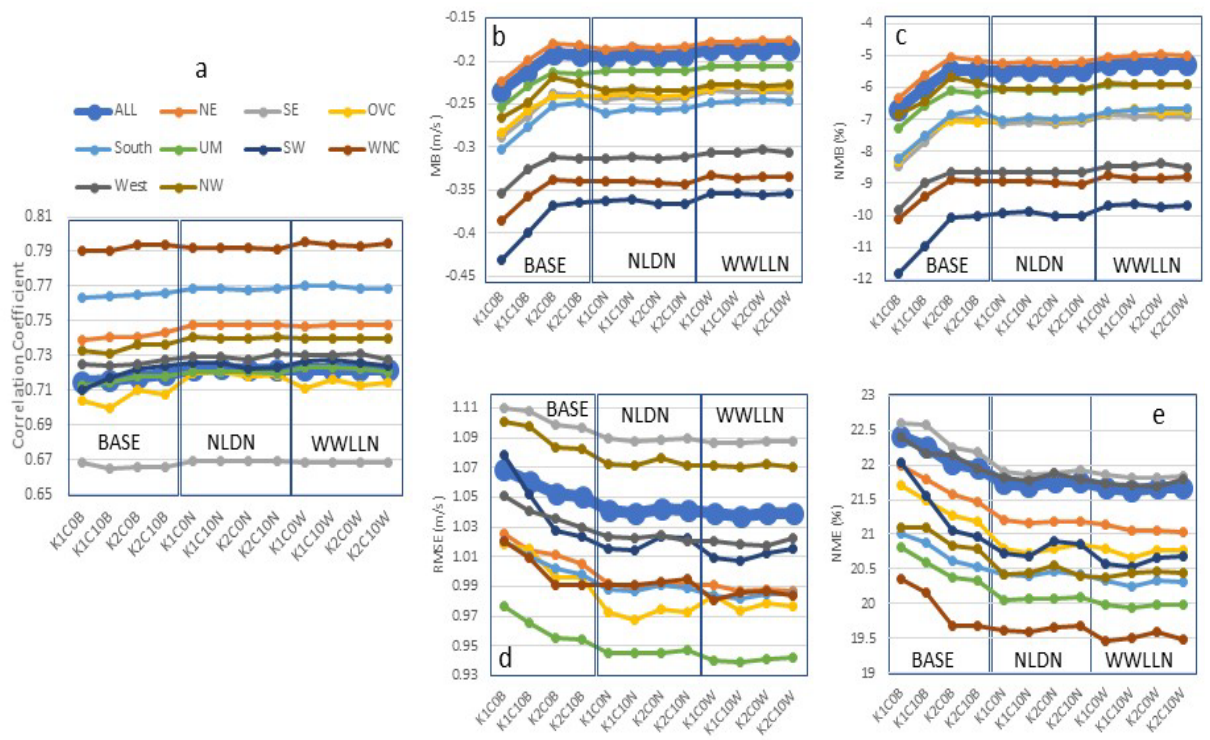 a
ALL NE SE OVC
South UM SW WNC
West NW
Correlation Coefficient
0.81
0.79
0.77
0.75
0.73
0.71
0.69
0.67
0.65
BASE NLDN WWLLN
K1C0B K1C10B K2C0B K2C10B K1C0N K1C10N K2C0N K2C10N K1C0W K1C10W K2C0W K2C10W
b
MB (m/s)
-0.15
-0.2
-0.25
-0.3
-0.35
-0.4
-0.45
BASE NLDN WWLLN
K1C0B K1C10B K2C0B K2C10B K1C0N K1C10N K2C0N K2C10N K1C0W K1C10W K2C0W K2C10W
c
NMB (%)
-4
-5
-6
-7
-8
-9
-10
-11
-12
BASE NLDN WWLLN
K1C0B K1C10B K2C0B K2C10B K1C0N K1C10N K2C0N K2C10N K1C0W K1C10W K2C0W K2C10W
d
RMSE (m/s)
1.11
1.09
1.07
1.05
1.03
1.01
0.99
0.97
0.95
0.93
BASE NLDN WWLLN
K1C0B K1C10B K2C0B K2C10B K1C0N K1C10N K2C0N K2C10N K1C0W K1C10W K2C0W K2C10W
e
NME (%)
23
22.5
22
21.5
21
20.5
20
19.5
19
BASE NLDN WWLLN
K1C0B K1C10B K2C0B K2C10B K1C0N K1C10N K2C0N K2C10N K1C0W K1C10W K2C0W K2C10W